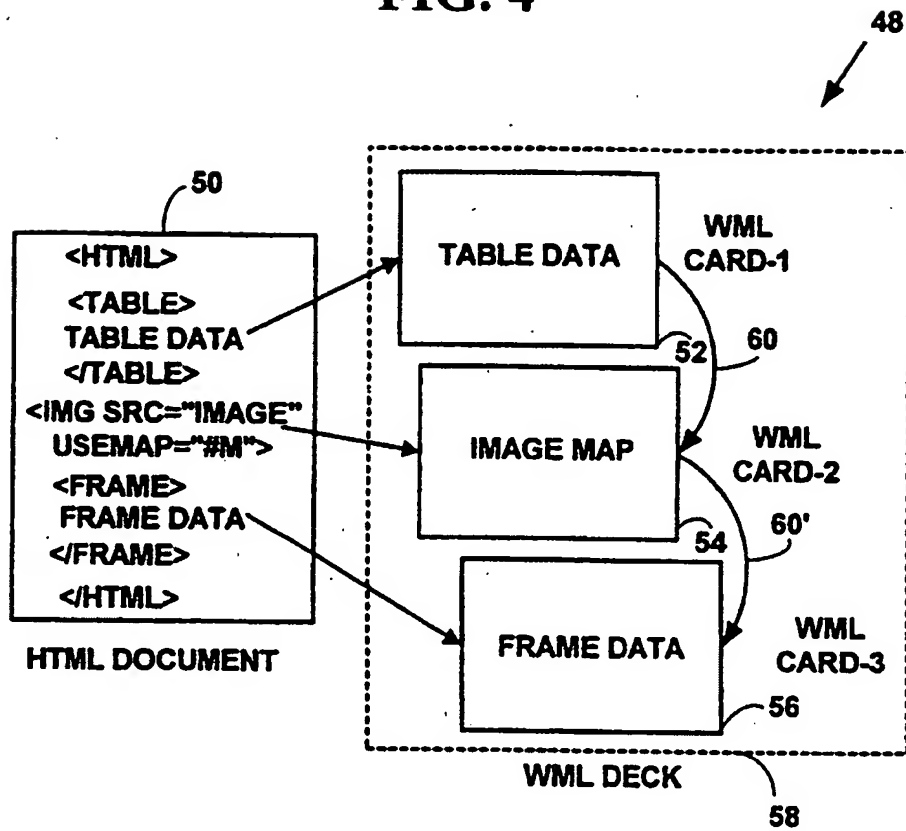 FIG. 4
48
50
<HTML>
<TABLE>
TABLE DATA
</TABLE>
<IMG SRC="IMAGE"
USEMAP="#M">
<FRAME>
FRAME DATA
</FRAME>
</HTML>
HTML DOCUMENT
TABLE DATA
WML
CARD-1
52
60
IMAGE MAP
WML
CARD-2
54
60'
FRAME DATA
WML
CARD-3
56
WML DECK
58